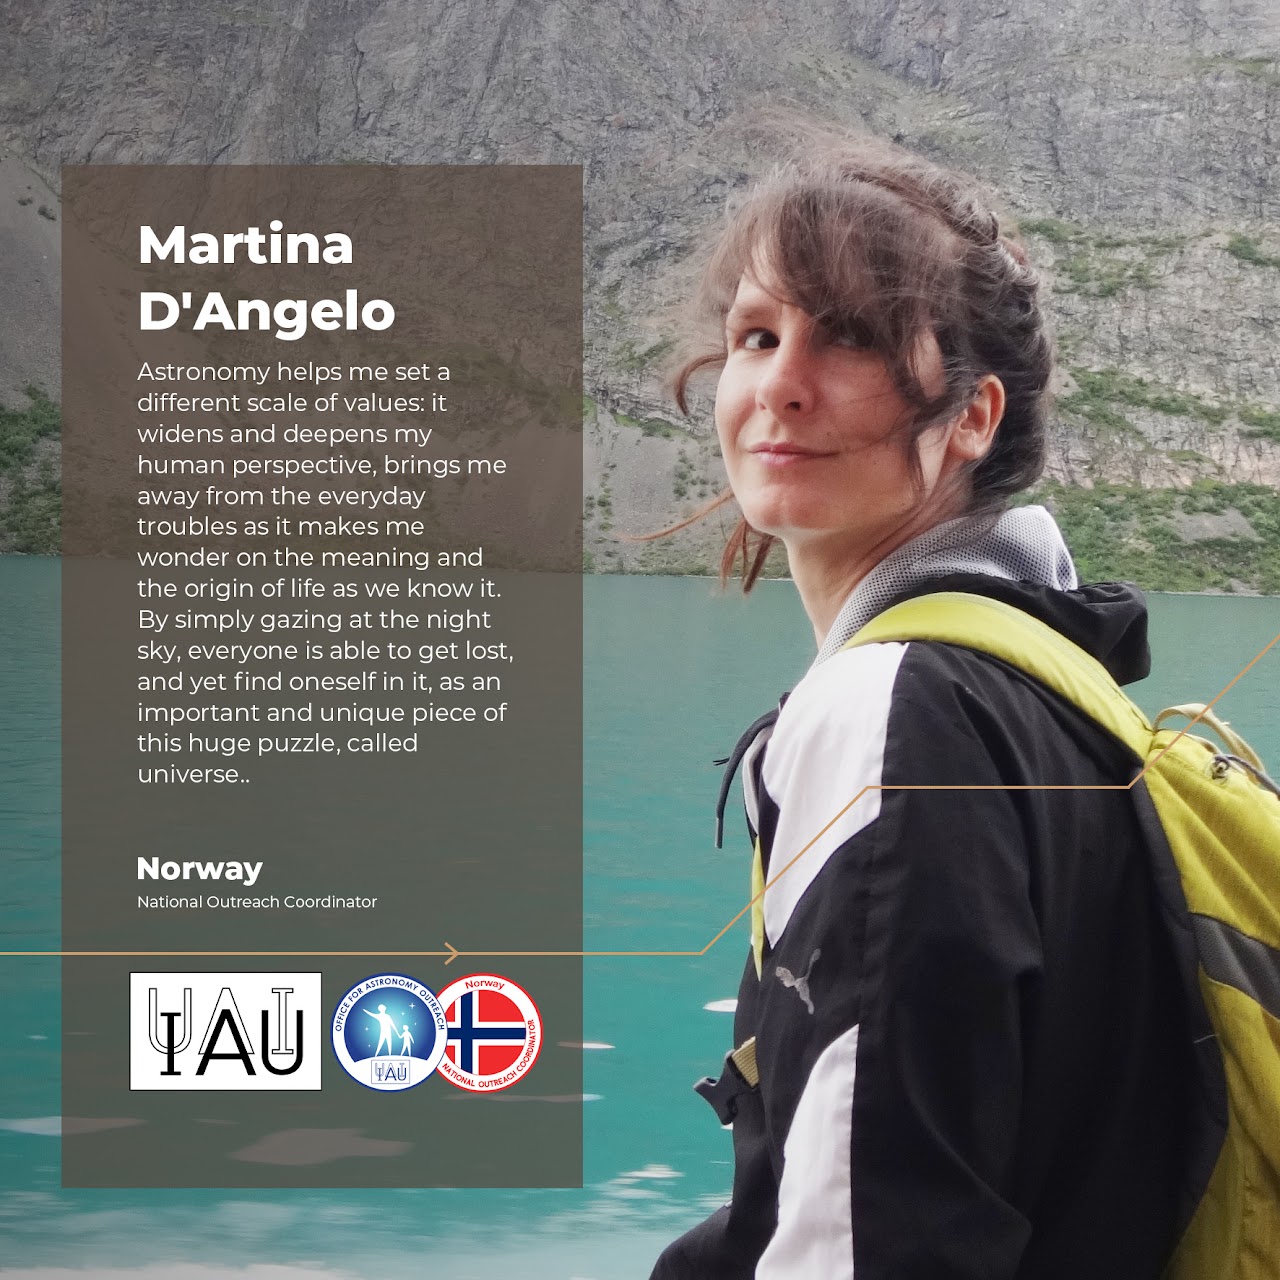 Martina
D'Angelo
Astronomy helps me set a
different scale of values: it
widens and deepens my
human perspective, brings me
away from the everyday
troubles as it makes me
wonder on the meaning and
the origin of life as we know it.
By simply gazing at the night
sky, everyone is able to get lost,
and yet find oneself in it, as an
important and unique piece of
this huge puzzle, called
universe..
Norway
National Outreach Coordinator
UAI
IAU
OFFICE FOR ASTRONOMY OUTREACH
UAI
IAU
Norway
NATIONAL OUTREACH COORDINATOR